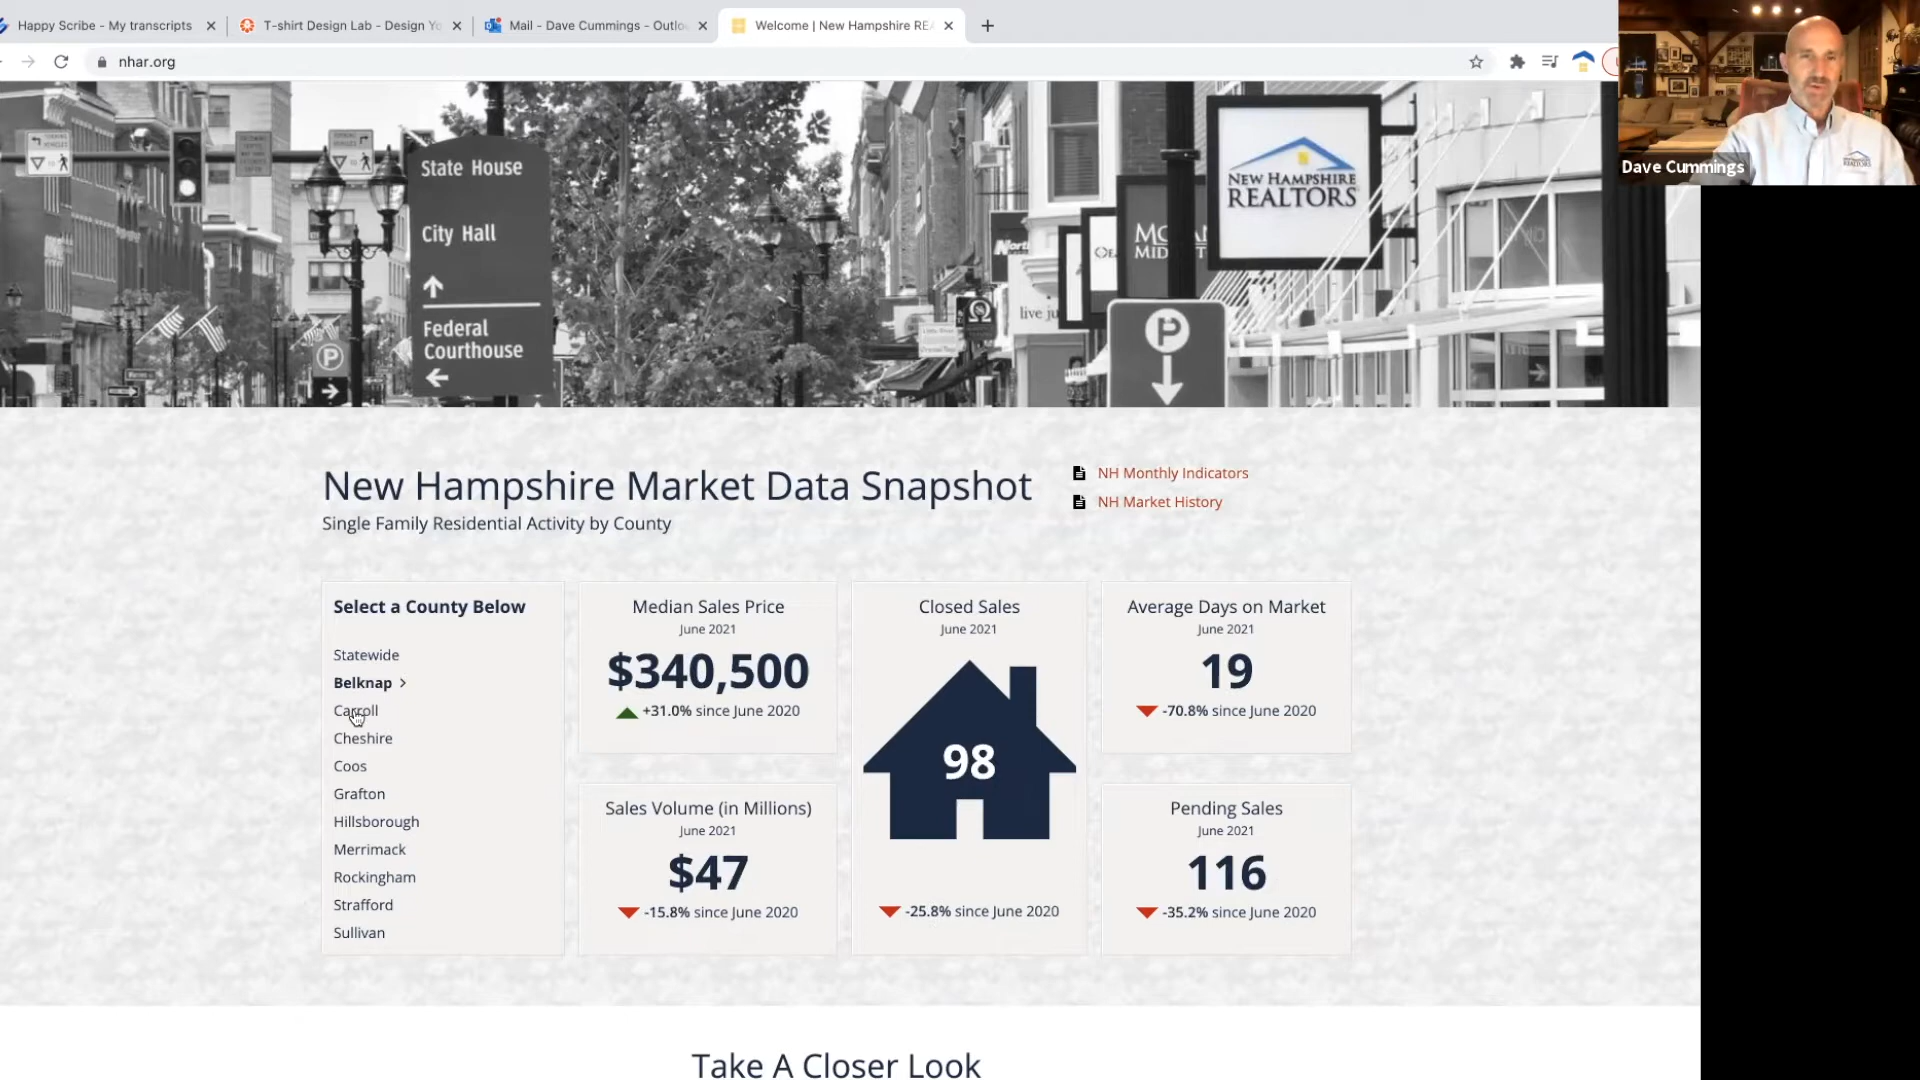 Happy Scribe - My transcripts
T-shirt Design Lab - Design Yo
Mail - Dave Cummings - Outlo
Welcome | New Hampshire REA
nhar.org
Dave Cummings
State House
City Hall
Federal
Courthouse
NEW HAMPSHIRE
REALTORS
live
P
P
New Hampshire Market Data Snapshot
Single Family Residential Activity by County
NH Monthly Indicators
NH Market History
Select a County Below
Statewide
Belknap >
Carroll
Cheshire
Coos
Grafton
Hillsborough
Merrimack
Rockingham
Strafford
Sullivan
Median Sales Price
June 2021
$340,500
+31.0% since June 2020
Sales Volume (in Millions)
June 2021
$47
-15.8% since June 2020
Closed Sales
June 2021
98
-25.8% since June 2020
Average Days on Market
June 2021
19
-70.8% since June 2020
Pending Sales
June 2021
116
-35.2% since June 2020
Take A Closer Look